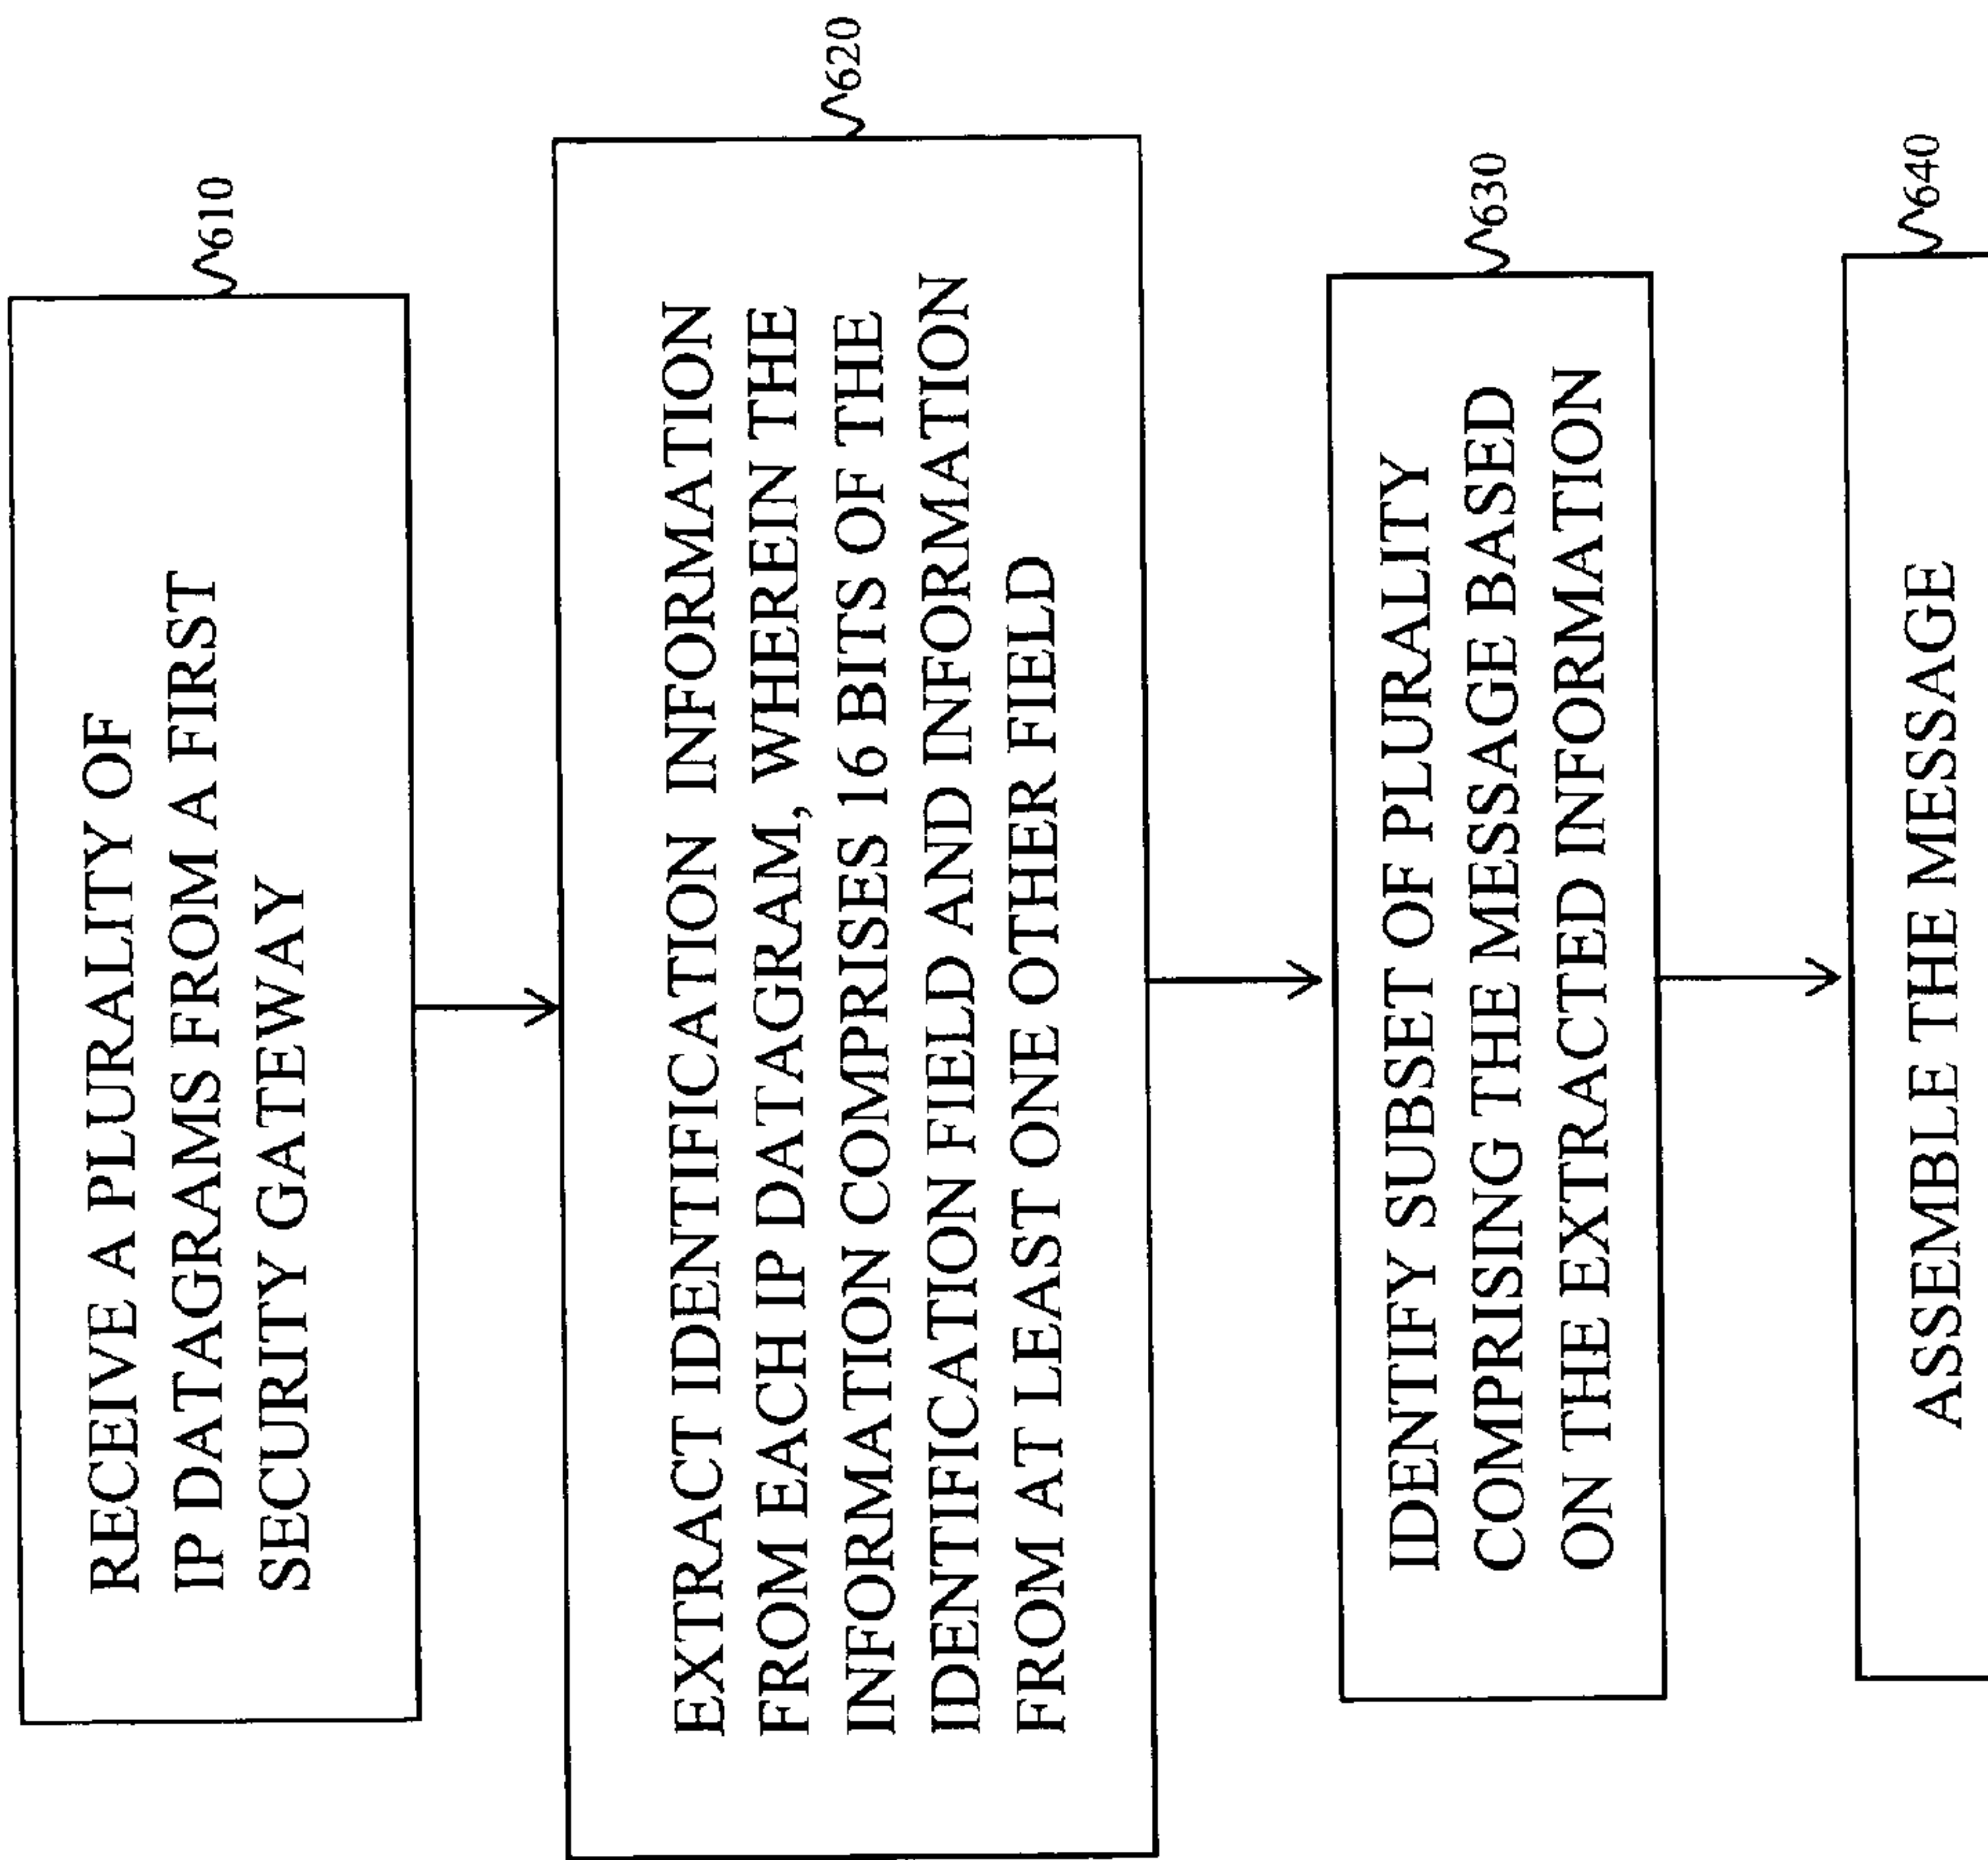 RECEIVE A PLURALITY OF
IP DATAGRAMS FROM A FIRST
SECURITY GATEWAY
610
EXTRACT IDENTIFICATION INFORMATION
FROM EACH IP DATAGRAM, WHEREIN THE
INFORMATION COMPRISES 16 BITS OF THE
IDENTIFICATION FIELD AND INFORMATION
FROM AT LEAST ONE OTHER FIELD
620
IDENTIFY SUBSET OF PLURALITY
COMPRISING THE MESSAGE BASED
ON THE EXTRACTED INFORMATION
630
ASSEMBLE THE MESSAGE
640